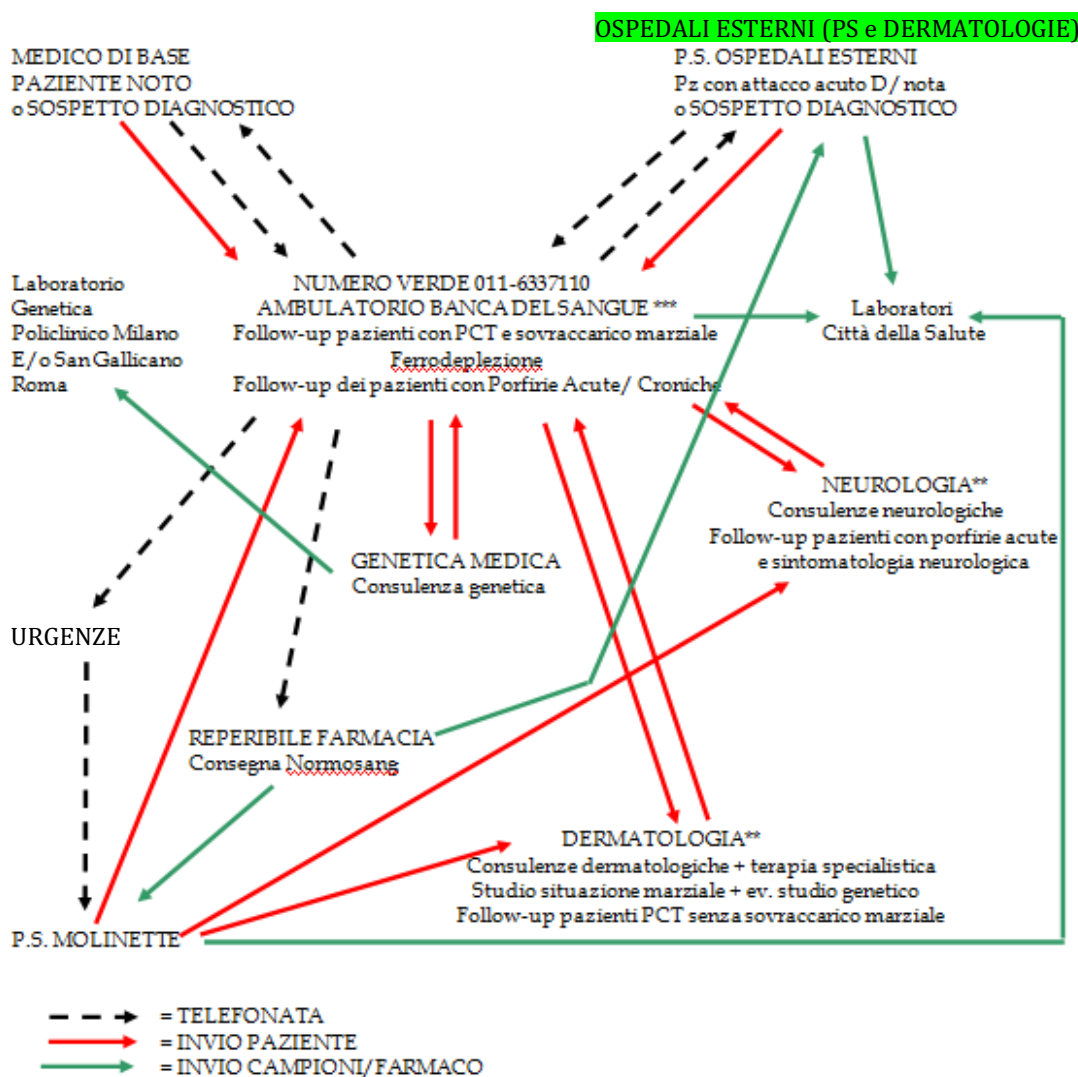 OSPEDALI ESTERNI (PS e DERMATOLOGIE)
MEDICO DI BASE
PAZIENTE NOTO
o SOSPETTO DIAGNOSTICO
P.S. OSPEDALI ESTERNI
Pz con attacco acuto D/ nota
o SOSPETTO DIAGNOSTICO
Laboratorio
Genetica
Policlinico Milano
E/o San Gallicano
Roma
NUMERO VERDE 011-6337110
AMBULATORIO BANCA DEL SANGUE ***
Follow-up pazienti con PCT e sovraccarico marziale
Ferrodeplezione
Follow-up dei pazienti con Porfirie Acute/ Croniche
Laboratori
Città della Salute
NEUROLOGIA**
Consulenze neurologiche
Follow-up pazienti con porfirie acute
e sintomatologia neurologica
GENETICA MEDICA
Consulenza genetica
URGENZE
REPERIBILE FARMACIA
Consegna Normosang
DERMATOLOGIA**
Consulenze dermatologiche + terapia specialistica
Studio situazione marziale + ev. studio genetico
Follow-up pazienti PCT senza sovraccarico marziale
P.S. MOLINETTE
= TELEFONATA
= INVIO PAZIENTE
= INVIO CAMPIONI/FARMACO